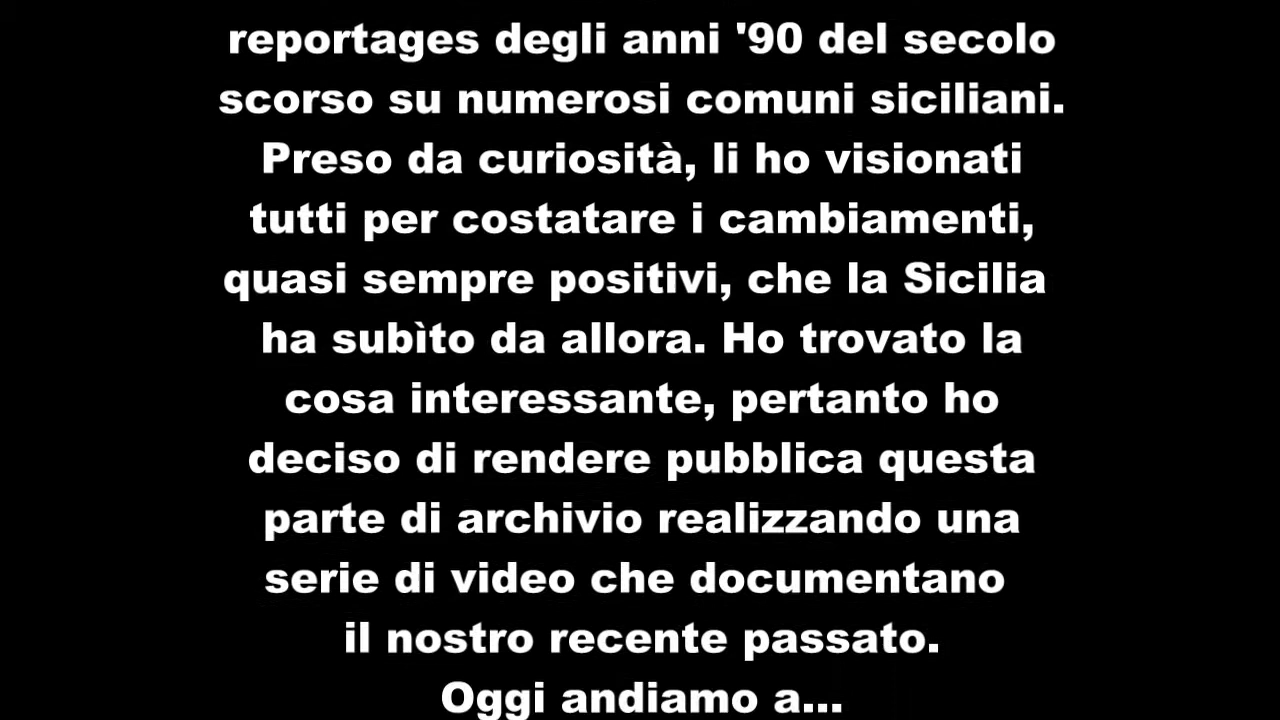 reportages degli anni '90 del secolo
scorso su numerosi comuni siciliani.
Preso da curiosità, li ho visionati
tutti per costatare i cambiamenti,
quasi sempre positivi, che la Sicilia
ha subìto da allora. Ho trovato la
cosa interessante, pertanto ho
deciso di rendere pubblica questa
parte di archivio realizzando una
serie di video che documentano
il nostro recente passato.
Oggi andiamo a...